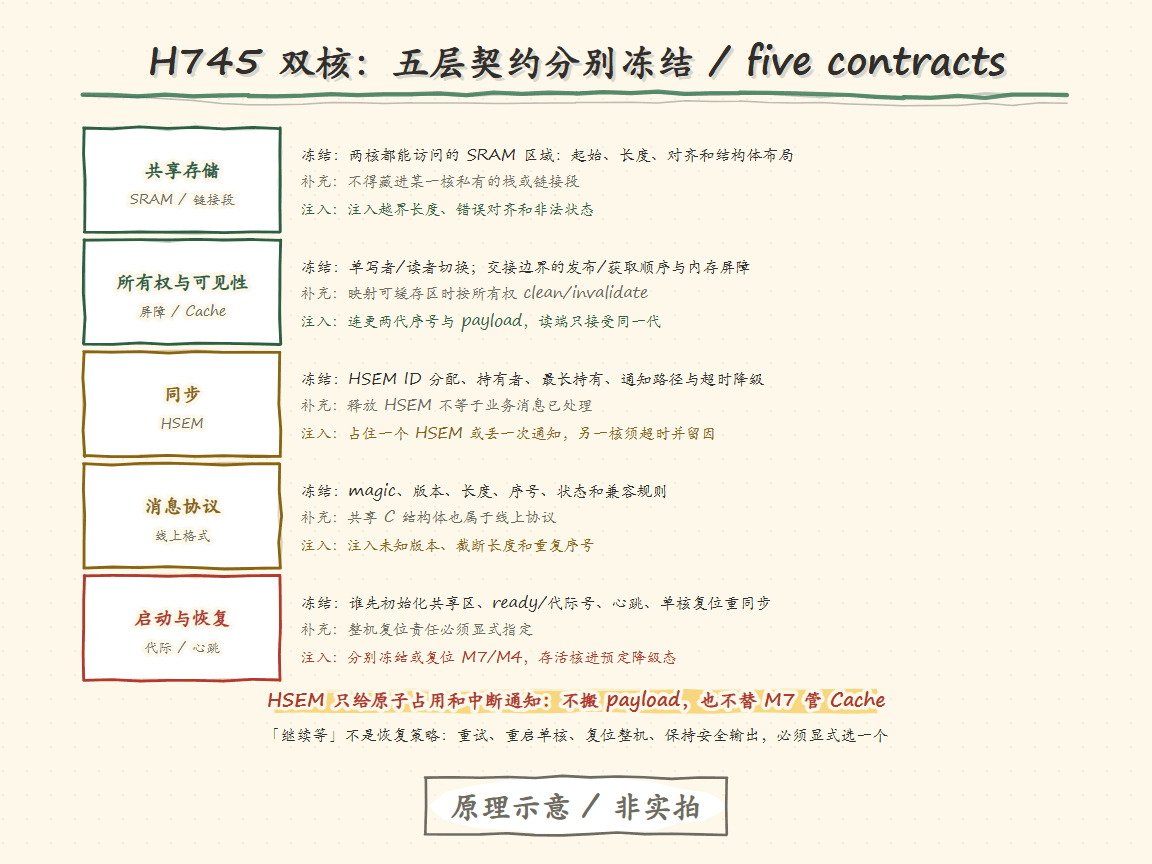 H745 双核：五层契约分别冻结 / five contracts
共享存储
SRAM / 链接段
冻结：两核都能访问的 SRAM 区域：起始、长度、对齐和结构体布局
补充：不得藏进某一核私有的栈或链接段
注入：注入越界长度、错误对齐和非法状态
所有权与可见性
屏障 / Cache
冻结：单写者/读者切换；交接边界的发布/获取顺序与内存屏障
补充：映射可缓存区时按所有权 clean/invalidate
注入：连更两代序号与 payload，读端只接受同一代
同步
HSEM
冻结：HSEM ID 分配、持有者、最长持有、通知路径与超时降级
补充：释放 HSEM 不等于业务消息已处理
注入：占住一个 HSEM 或丢一次通知，另一核须超时并留因
消息协议
线上格式
冻结：magic、版本、长度、序号、状态和兼容规则
补充：共享 C 结构体也属于线上协议
注入：注入未知版本、截断长度和重复序号
启动与恢复
代际 / 心跳
冻结：谁先初始化共享区、ready/代际号、心跳、单核复位重同步
补充：整机复位责任必须显式指定
注入：分别冻结或复位 M7/M4，存活核进预定降级态
HSEM 只给原子占用和中断通知：不搬 payload，也不替 M7 管 Cache
「继续等」不是恢复策略：重试、重启单核、复位整机、保持安全输出，必须显式选一个
原理示意 / 非实拍